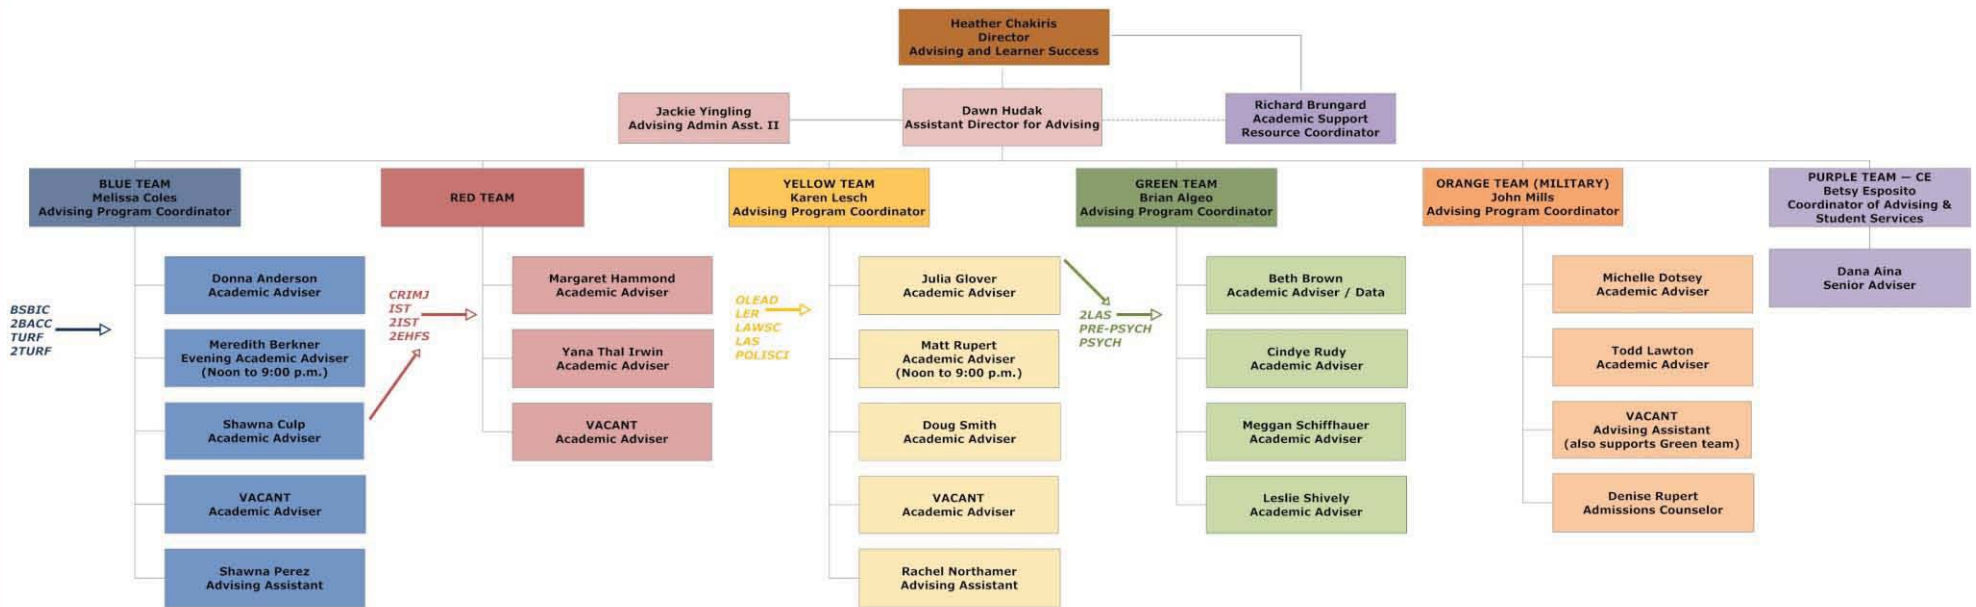 Heather Chakiris
Director
Advising and Learner Success
Jackie Yingling
Advising Admin Asst. II
Dawn Hudak
Assistant Director for Advising
Richard Brungard
Academic Support
Resource Coordinator
BLUE TEAM
Melissa Coles
Advising Program Coordinator
RED TEAM
YELLOW TEAM
Karen Lesch
Advising Program Coordinator
GREEN TEAM
Brian Algeo
Advising Program Coordinator
ORANGE TEAM (MILITARY)
John Mills
Advising Program Coordinator
PURPLE TEAM — CE
Betsy Esposito
Coordinator of Advising &
Student Services
BSBIC
2BACC
TURF
2TURF
Donna Anderson
Academic Adviser
Meredith Berkner
Evening Academic Adviser
(Noon to 9:00 p.m.)
Shawna Culp
Academic Adviser
VACANT
Academic Adviser
Shawna Perez
Advising Assistant
CRIMJ
IST
2IST
2EHFS
Margaret Hammond
Academic Adviser
Yana Thal Irwin
Academic Adviser
VACANT
Academic Adviser
OLEAD
LER
LAWSC
LAS
POLISCI
Julia Glover
Academic Adviser
Matt Rupert
Academic Adviser
(Noon to 9:00 p.m.)
Doug Smith
Academic Adviser
VACANT
Academic Adviser
Rachel Northamer
Advising Assistant
2LAS
PRE-PSYCH
PSYCH
Beth Brown
Academic Adviser / Data
Cindye Rudy
Academic Adviser
Meggan Schiffhauer
Academic Adviser
Leslie Shively
Academic Adviser
Michelle Dotsey
Academic Adviser
Todd Lawton
Academic Adviser
VACANT
Advising Assistant
(also supports Green team)
Denise Rupert
Admissions Counselor
Dana Aina
Senior Adviser